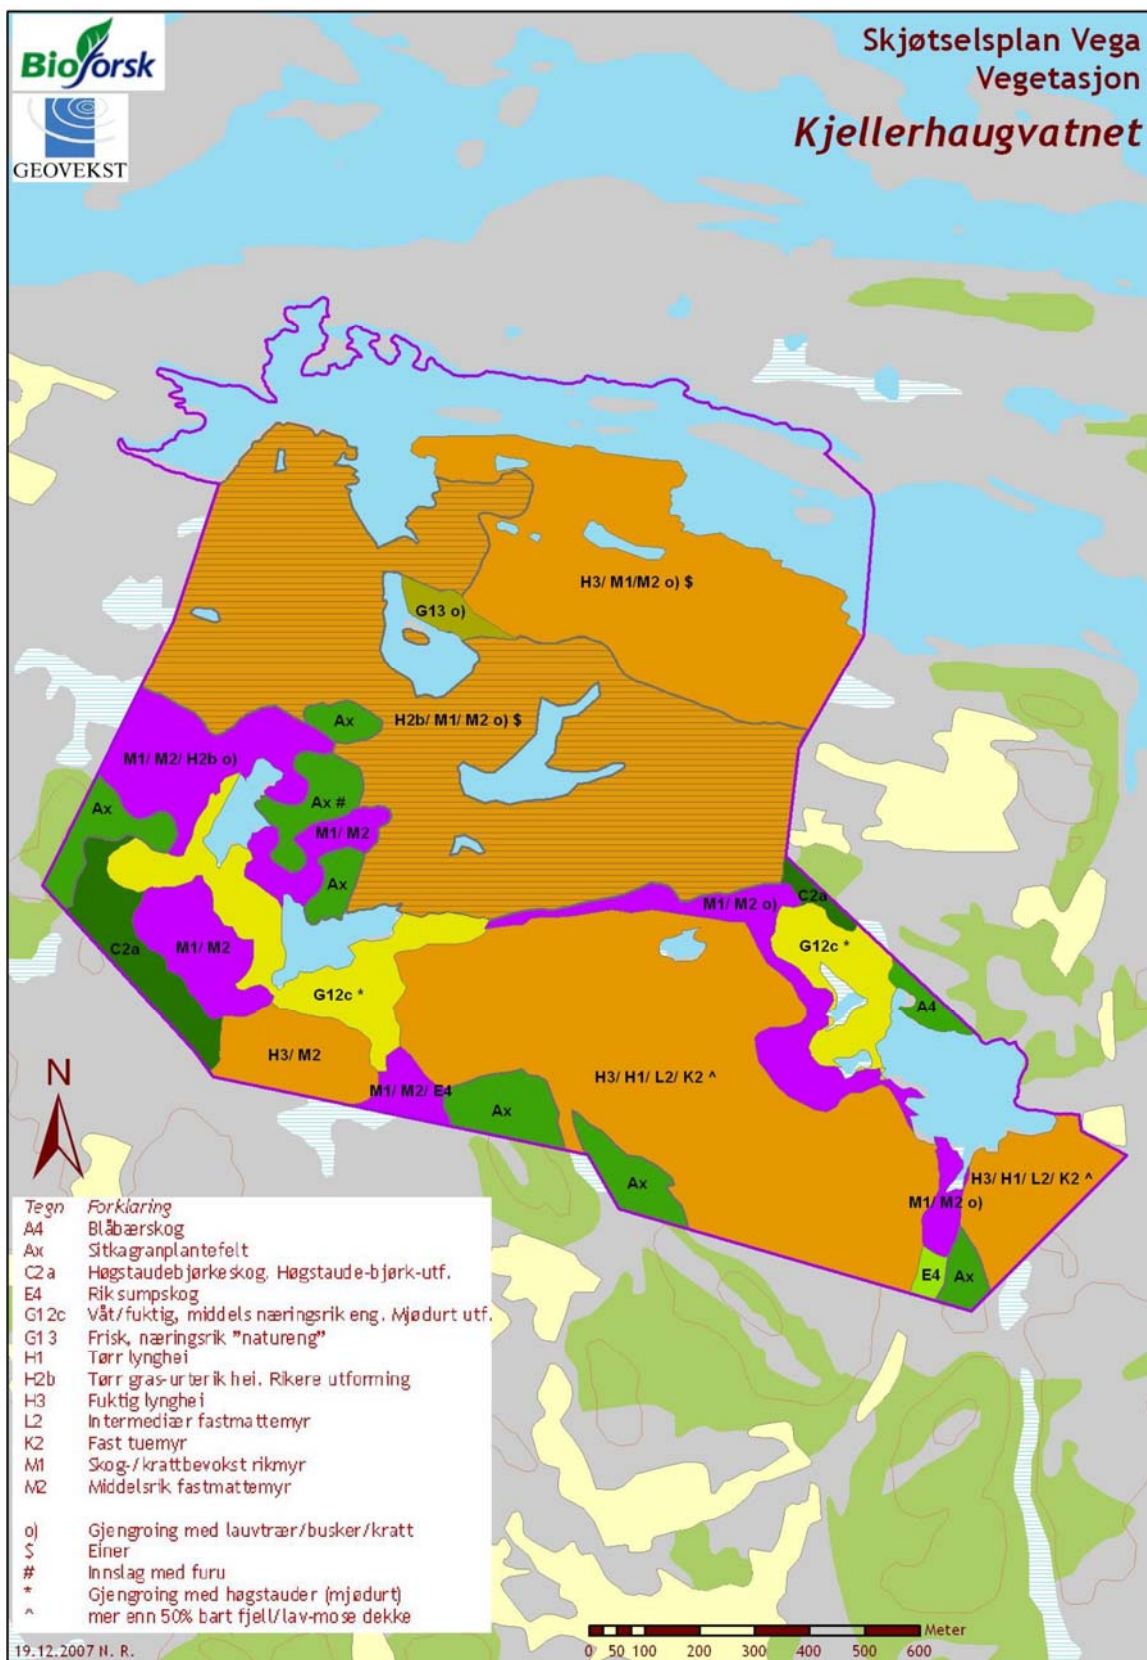 Bioforsk
GEOVEKST
Skjøtselsplan Vega
Vegetasjon
Kjellerhaugvatnet
H3/ M1/M2 o) $
G13 o)
H2b/ M1/ M2 o) $
Ax
M1/ M2/ H2b o)
Ax
Ax #
M1/ M2
Ax
C2a
M1/ M2 o)
M1/ M2
C2a
G12c *
G12c *
A4
H3/ M2
H3/ H1/ L2/ K2 ^
M1/ M2/ E4
Ax
Ax
H3/ H1/ L2/ K2 ^
M1/ M2 o)
E4
Ax
N
Tegn Forklaring
A4 Blåbærskog
Ax Sitkagranplantefelt
C2a Høgstaudebjørkeskog. Høgstaude-bjørk-utf.
E4 Rik sumpskog
G12c Våt/fuktig, middels næringsrik eng. Mjødurt utf.
G13 Frisk, næringsrik "natureng"
H1 Tørr lynghei
H2b Tørr gras-urterik hei. Rikere utforming
H3 Fuktig lynghei
L2 Intermediær fastmattemyr
K2 Fast tuemyr
M1 Skog-/krattbevokst rikmyr
M2 Middelsrik fastmattemyr
o) Gjengroing med lauvtrær/busker/kratt
$ Einer
# Innslag med furu
* Gjengroing med høgstauder (mjødurt)
^ mer enn 50% bart fjell/lav-mose dekke
19.12.2007 N. R.
Meter
0 50 100 200 300 400 500 600